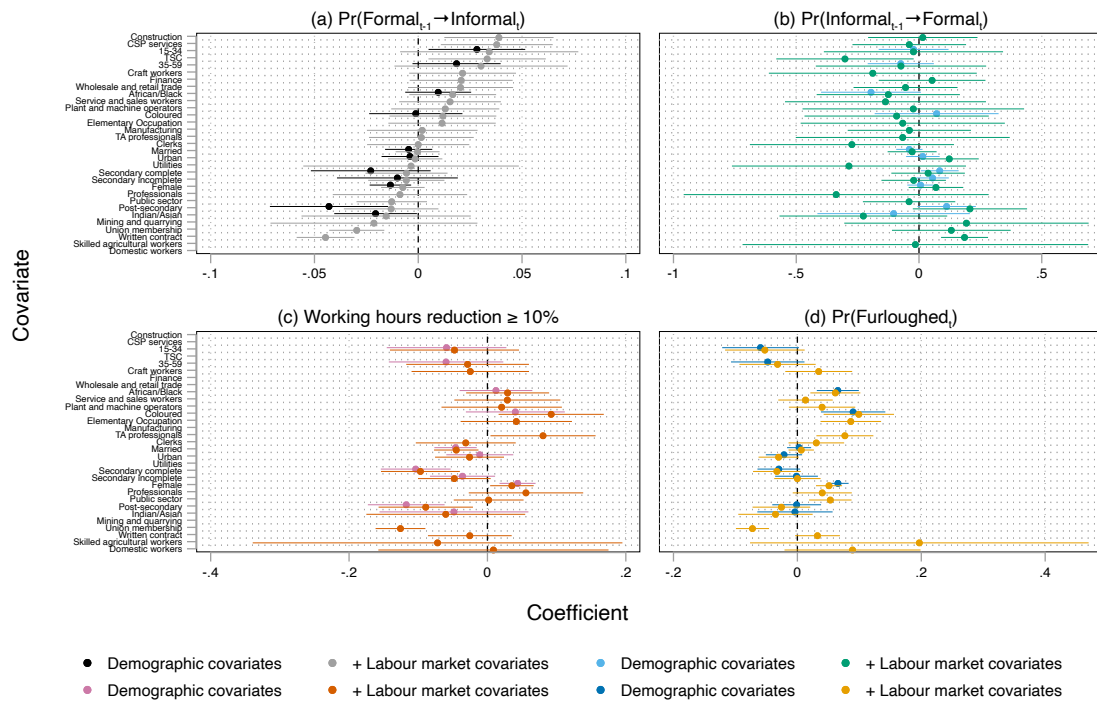 (a) Pr(Formalt-1→Informalt)
(b) Pr(Informalt-1→Formalt)
Construction
CSP services
15-34
TSC
35-59
Craft workers
Finance
Wholesale and retail trade
African/Black
Service and sales workers
Plant and machine operators
Coloured
Elementary Occupation
Manufacturing
TA professionals
Clerks
Married
Urban
Utilities
Secondary complete
Secondary Incomplete
Female
Professionals
Public sector
Post-secondary
Indian/Asian
Mining and quarrying
Union membership
Written contract
Skilled agricultural workers
Domestic workers
-.1 -.05 0 .05 .1
-1 -.5 0 .5
Covariate
(c) Working hours reduction ≥ 10%
(d) Pr(Furloughedt)
Construction
CSP services
15-34
TSC
35-59
Craft workers
Finance
Wholesale and retail trade
African/Black
Service and sales workers
Plant and machine operators
Coloured
Elementary Occupation
Manufacturing
TA professionals
Clerks
Married
Urban
Utilities
Secondary complete
Secondary Incomplete
Female
Professionals
Public sector
Post-secondary
Indian/Asian
Mining and quarrying
Union membership
Written contract
Skilled agricultural workers
Domestic workers
-.4 -.2 0 .2
-.2 0 .2 .4
Coefficient
Demographic covariates + Labour market covariates Demographic covariates + Labour market covariates
Demographic covariates + Labour market covariates Demographic covariates + Labour market covariates